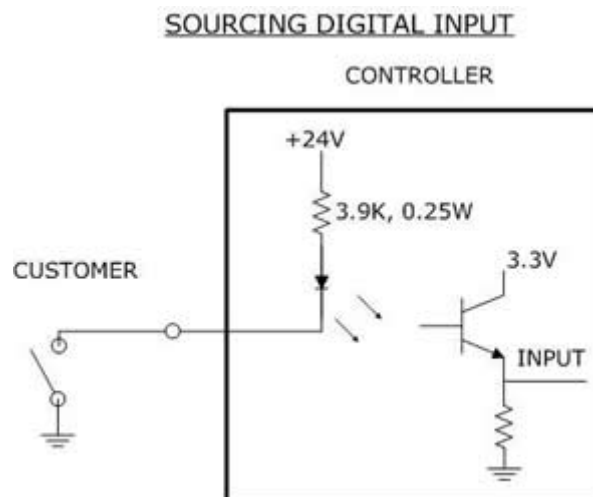 SOURCING DIGITAL INPUT
CONTROLLER
+24V
3.9K, 0.25W
CUSTOMER
3.3V
INPUT